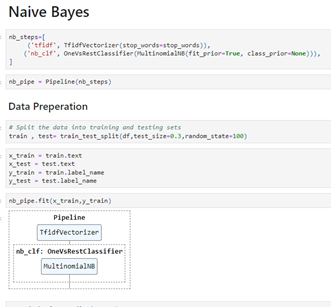 Naive Bayes
nb_steps=[
('tfidf', TfidfVectorizer(stop_words=stop_words)),
('nb_clf', OneVsRestClassifier(MultinomialNB(fit_prior=True, class_prior=None))),
]
nb_pipe = Pipeline(nb_steps)
Data Preperation
# Split the data into training and testing sets
train , test= train_test_split(df,test_size=0.3,random_state=100)
x_train = train.text
x_test = test.text
y_train = train.label_name
y_test = test.label_name
nb_pipe.fit(x_train,y_train)
Pipeline
TfidfVectorizer
nb_clf: OneVsRestClassifier
MultinomialNB